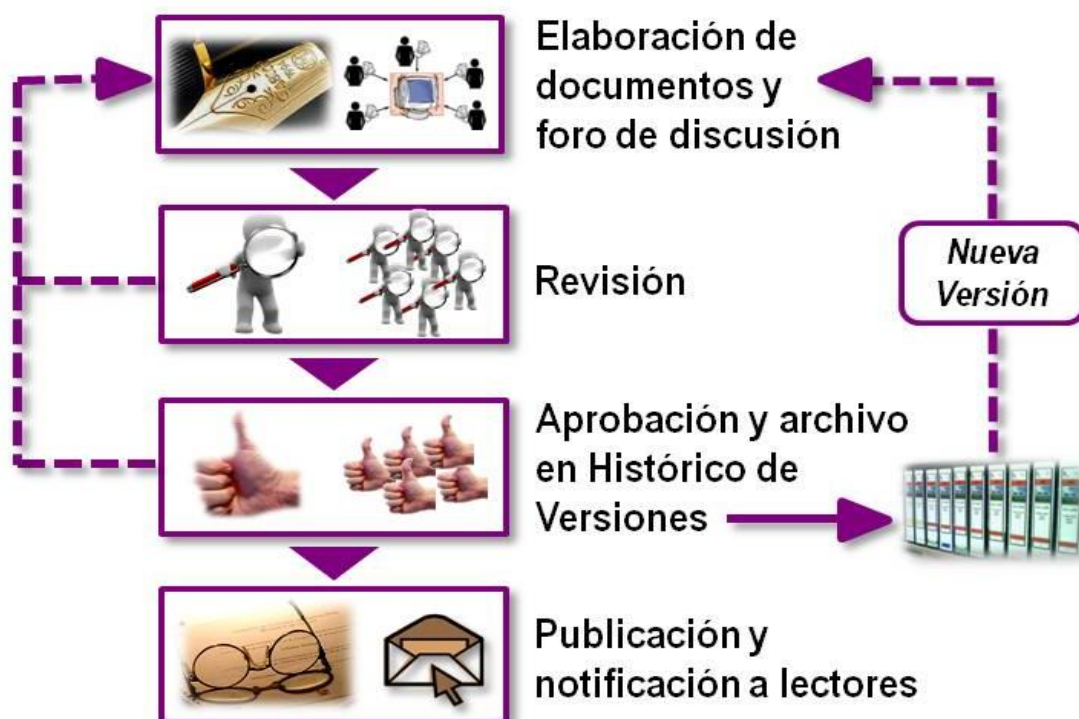 Elaboración de
documentos y
foro de discusión
Revisión
Nueva
Versión
Aprobación y archivo
en Histórico de
Versiones
Publicación y
notificación a lectores